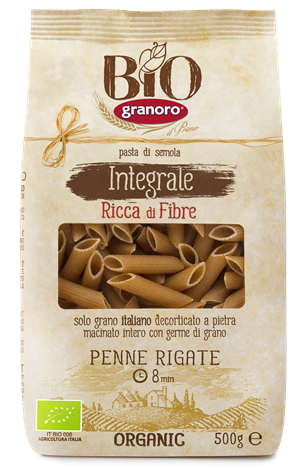 BIO
granoro®
il Primo
pasta di semola
Integrale
Ricca di Fibre
solo grano italiano decorticato a pietra
macinato intero con germe di grano
PENNE RIGATE
8 min
IT BIO 006
AGRICOLTURA ITALIA
ORGANIC
500g e